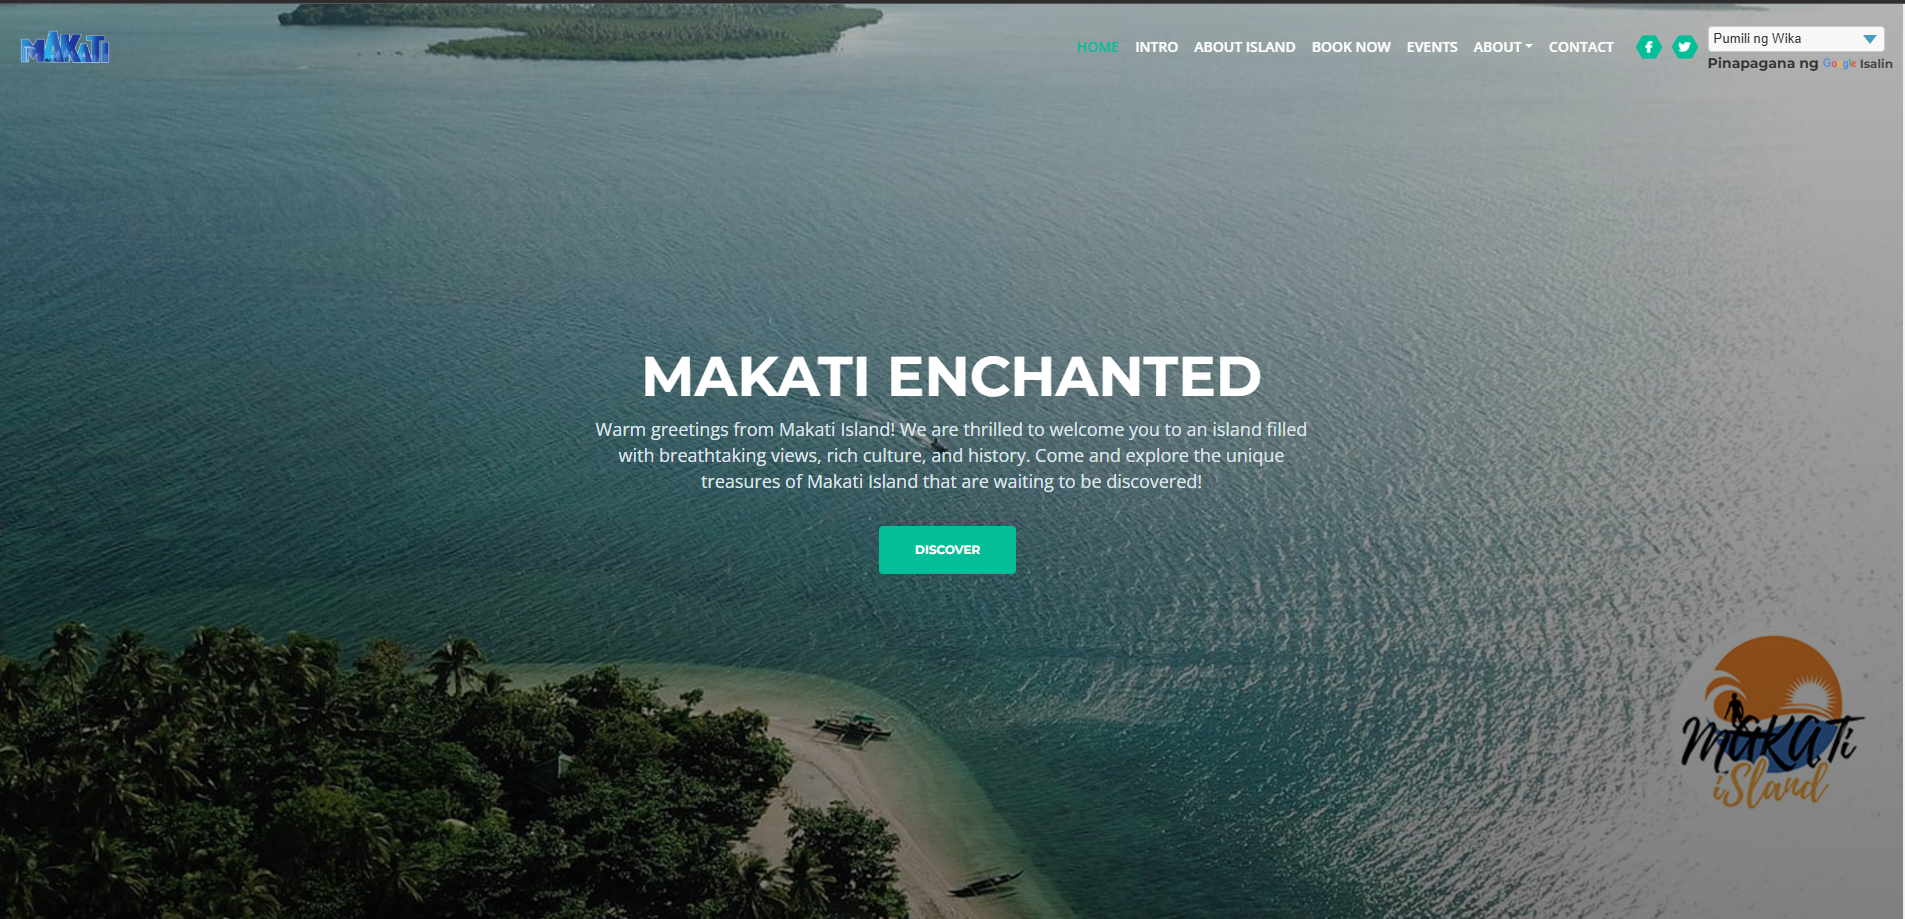 MAKATI
HOME INTRO ABOUT ISLAND BOOK NOW EVENTS ABOUT CONTACT
Pumili ng Wika
Pinapagana ng Google Isalin
MAKATI ENCHANTED
Warm greetings from Makati Island! We are thrilled to welcome you to an island filled
with breathtaking views, rich culture, and history. Come and explore the unique
treasures of Makati Island that are waiting to be discovered!
DISCOVER
MAKATi
iSland